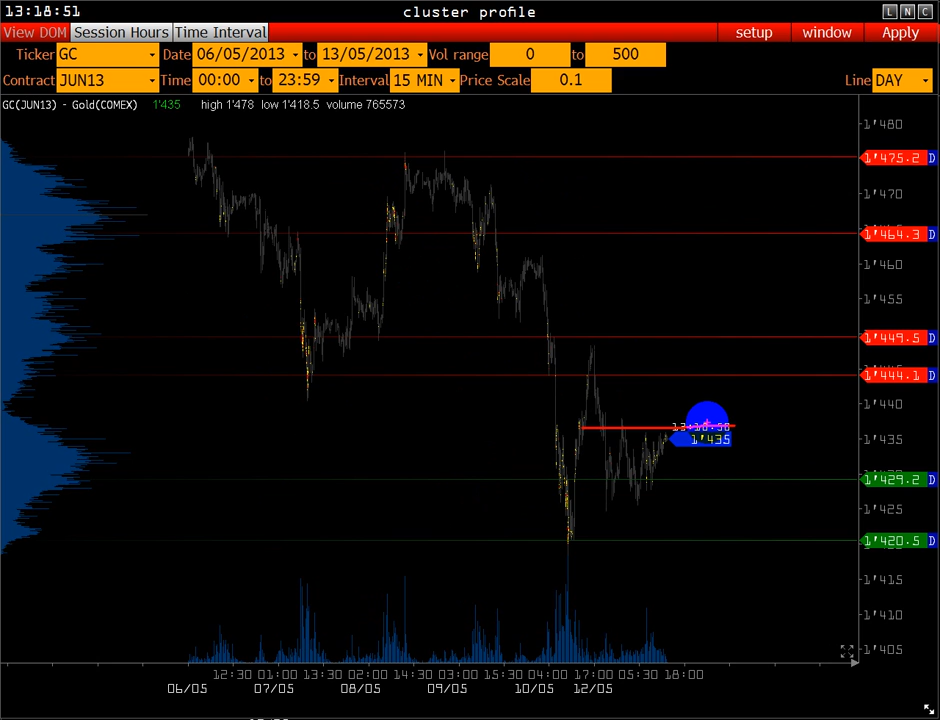 13:18:51 cluster profile L N C
View DOM Session Hours Time Interval setup window Apply
Ticker GC Date 06/05/2013 to 13/05/2013 Vol range 0 to 500
Contract JUN13 Time 00:00 to 23:59 Interval 15 MIN Price Scale 0.1 Line DAY
GC(JUN13) - Gold(COMEX) 1'435 high 1'478 low 1'418.5 volume 765573
1'480
1'475.2 D
1'470
1'464.3 D
1'460
1'455
1'449.5 D
1'444.1 D
1'440
1'435
1'435
1'429.2 D
1'425
1'420.5 D
1'415
1'410
1'405
12:30 01:00 13:30 02:00 14:30 03:00 15:30 04:00 17:00 05:30 18:00
06/05 07/05 08/05 09/05 10/05 12/05